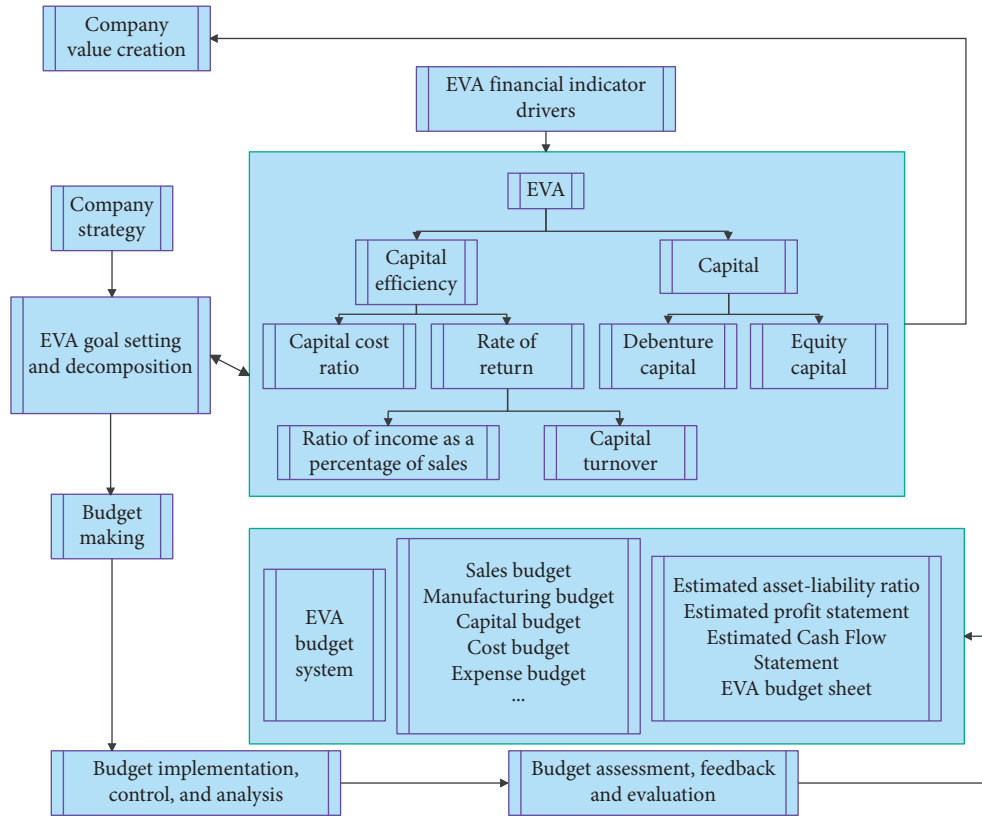 Company
value creation
EVA financial indicator
drivers
EVA
Company
strategy
Capital
efficiency
Capital
EVA goal setting
and decomposition
Capital cost
ratio
Rate of
return
Debenture
capital
Equity
capital
Ratio of income as a
percentage of sales
Capital
turnover
Budget
making
EVA
budget
system
Sales budget
Manufacturing budget
Capital budget
Cost budget
Expense budget
...
Estimated asset-liability ratio
Estimated profit statement
Estimated Cash Flow
Statement
EVA budget sheet
Budget implementation,
control, and analysis
Budget assessment, feedback
and evaluation